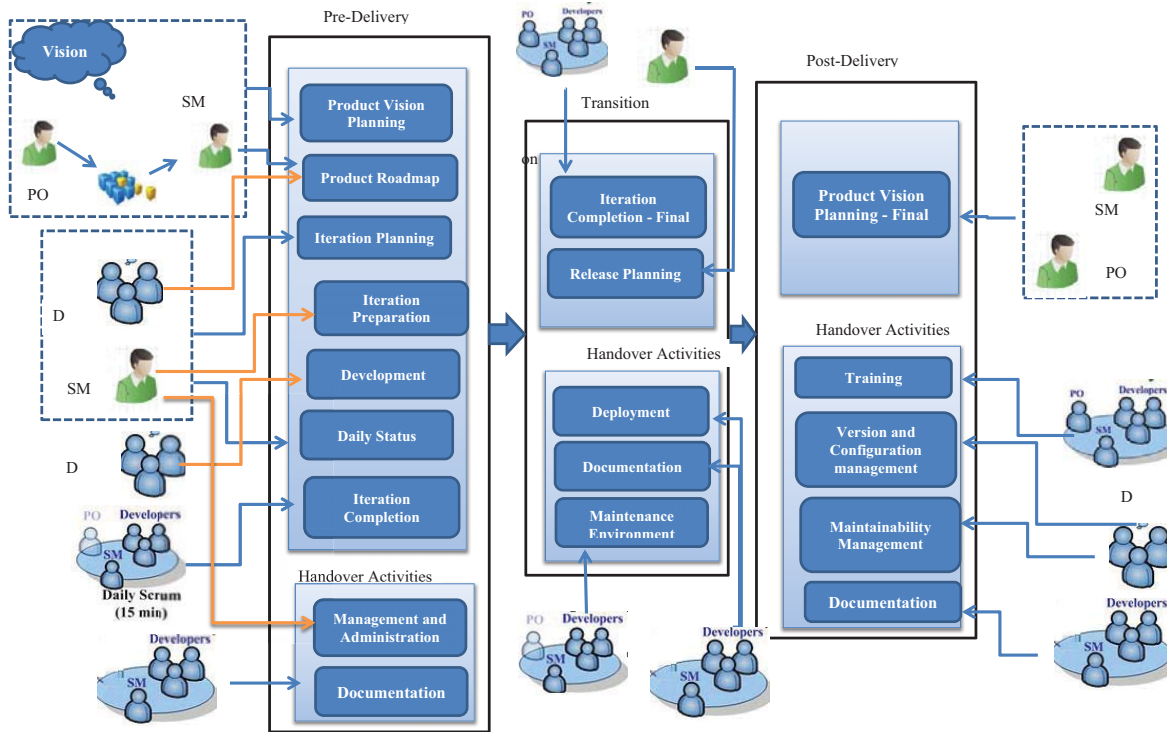 Pre-Delivery
Vision
SM
PO
Product Vision
Planning
Product Roadmap
Iteration Planning
D
Iteration
Preparation
SM
Development
Daily Status
D
Iteration
Completion
PO
Developers
SM
Daily Scrum
(15 min)
Handover Activities
Management and
Administration
Documentation
Developers
SM
PO
SM
Transition
on
Iteration
Completion - Final
Release Planning
Handover Activities
Deployment
Documentation
Maintenance
Environment
PO
Developers
SM
Developers
SM
Post-Delivery
Product Vision
Planning - Final
SM
PO
Handover Activities
Training
Version and
Configuration
management
Maintainability
Management
Documentation
PO
Developers
SM
D
Developers
SM